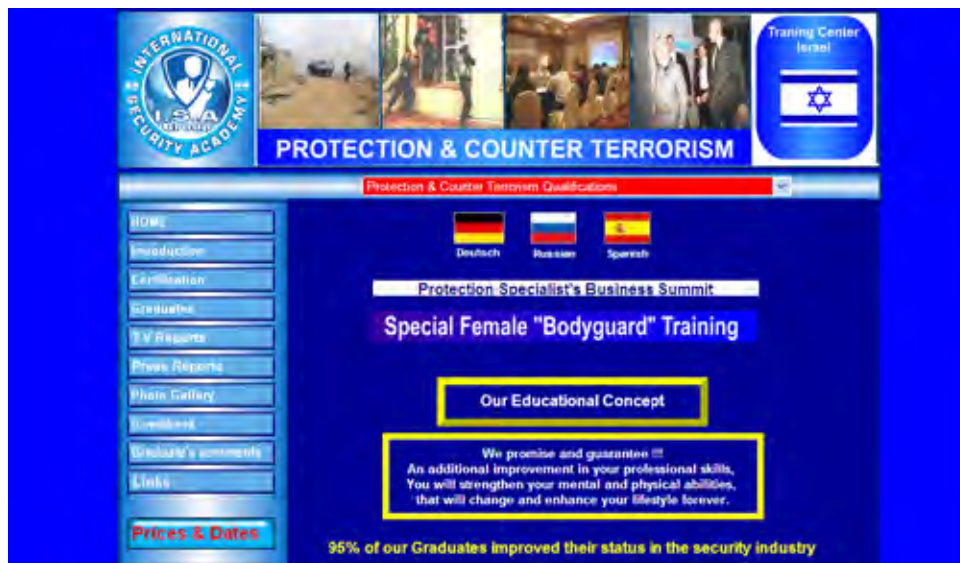 INTERNATIONAL
SECURITY ACADEMY
I.S.A
Traning Center
Israel
PROTECTION & COUNTER TERRORISM
Protection & Counter Terrorism Qualifications
HOME
Introduction
Certification
Graduates
T.V Reports
Press Reports
Photo Gallery
Guestbook
Graduate's comments
Links
Prices & Dates
Deutsch
Russian
Spanish
Protection Specialist's Business Summit
Special Female "Bodyguard" Training
Our Educational Concept
We promise and guarantee !!!
An additional improvement in your professional skills,
You will strengthen your mental and physical abilities,
that will change and enhance your lifestyle forever.
95% of our Graduates improved their status in the security industry